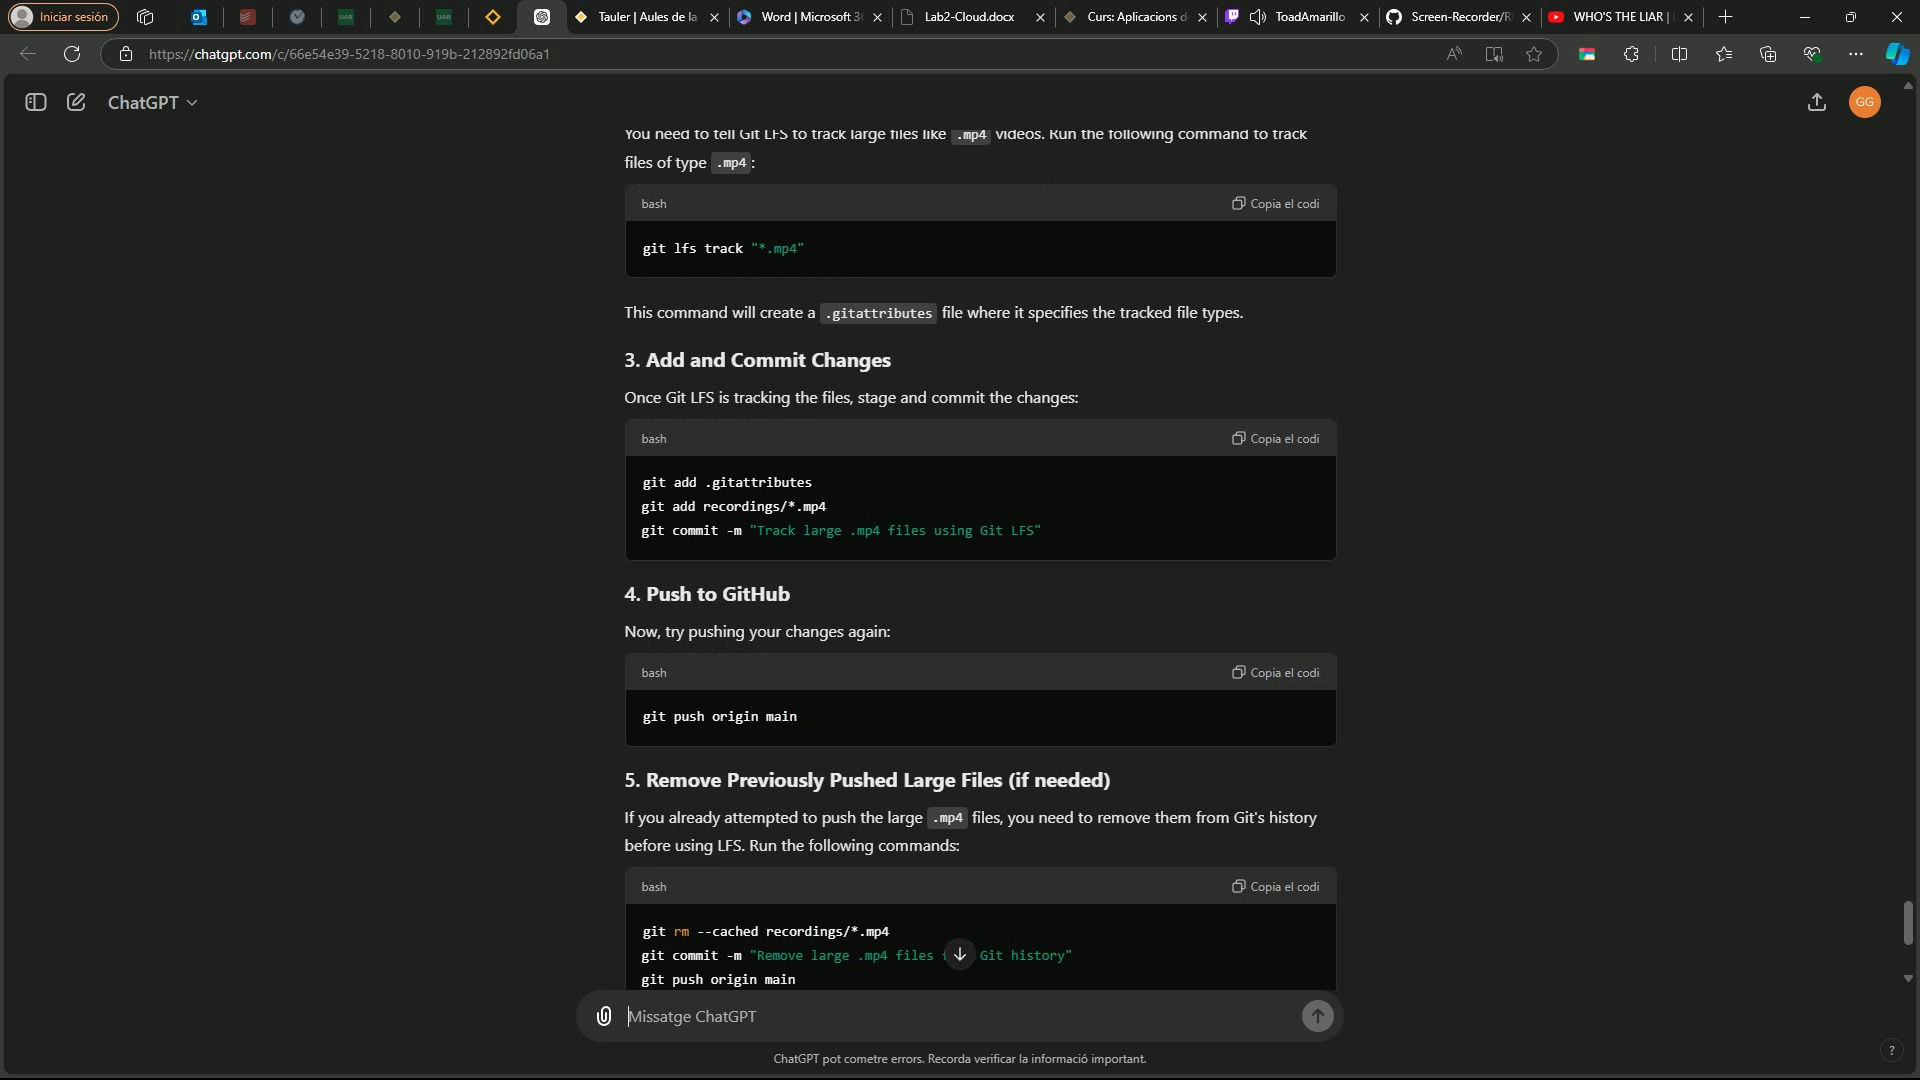 Iniciar sesión
Tauler | Aules de la
Word | Microsoft 3
Lab2-Cloud.docx
Curs: Aplicacions d
ToadAmarillo
Screen-Recorder/R
WHO'S THE LIAR |
https://chatgpt.com/c/66e54e39-5218-8010-919b-212892fd06a1
ChatGPT
GG
You need to tell Git LFS to track large files like .mp4 videos. Run the following command to track
files of type .mp4:
bash
Copia el codi
git lfs track "*.mp4"
This command will create a .gitattributes file where it specifies the tracked file types.
3. Add and Commit Changes
Once Git LFS is tracking the files, stage and commit the changes:
bash
Copia el codi
git add .gitattributes
git add recordings/*.mp4
git commit -m "Track large .mp4 files using Git LFS"
4. Push to GitHub
Now, try pushing your changes again:
bash
Copia el codi
git push origin main
5. Remove Previously Pushed Large Files (if needed)
If you already attempted to push the large .mp4 files, you need to remove them from Git's history
before using LFS. Run the following commands:
bash
Copia el codi
git rm --cached recordings/*.mp4
git commit -m "Remove large .mp4 files Git history"
git push origin main
Missatge ChatGPT
ChatGPT pot cometre errors. Recorda verificar la informació important.
?